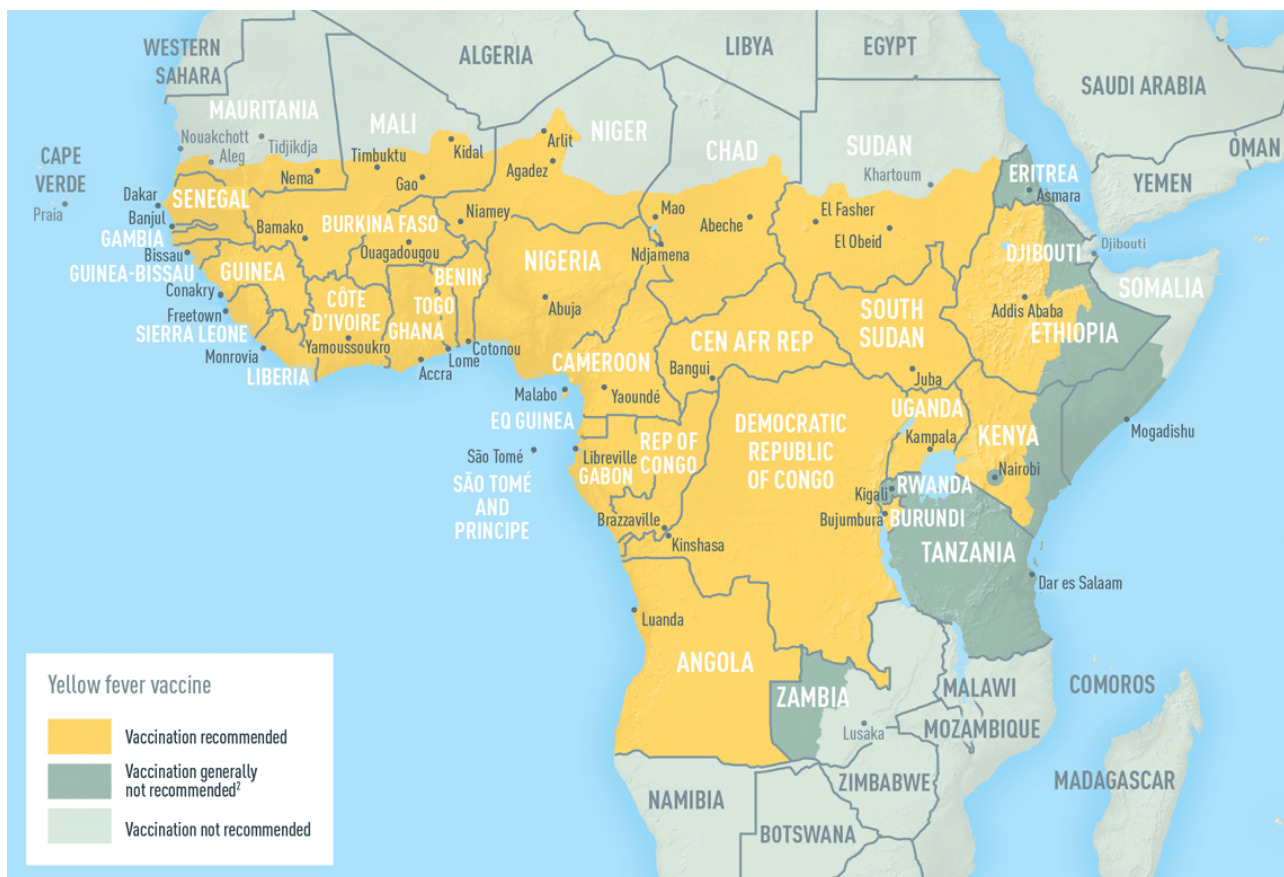 WESTERN
SAHARA
ALGERIA
LIBYA
EGYPT
SAUDI ARABIA
OMAN
YEMEN
MAURITANIA
Nouakchott
Aleg
Tidjikdja
Nema
MALI
Timbuktu
Kidal
Gao
Arlit
Agadez
NIGER
CHAD
SUDAN
Khartoum
ERITREA
Asmara
CAPE
VERDE
Praia
Dakar
SENEGAL
Banjul
GAMBIA
Bissau
GUINEA-BISSAU
Bamako
BURKINA FASO
Ouagadougou
Niamey
Mao
Abeche
Ndjamena
El Fasher
El Obeid
DJIBOUTI
Djibouti
SOMALIA
GUINEA
Conakry
Freetown
SIERRA LEONE
Monrovia
LIBERIA
CÔTE
D'IVOIRE
Yamoussoukro
BENIN
TOGO
GHANA
Accra
Lome
Cotonou
NIGERIA
Abuja
CAMEROON
Yaoundé
Malabo
EQ GUINEA
CEN AFR REP
Bangui
SOUTH
SUDAN
Juba
Addis Ababa
ETHIOPIA
Mogadishu
São Tomé
SÃO TOMÉ
AND
PRINCIPE
Libreville
GABON
REP OF
CONGO
Brazzaville
Kinshasa
DEMOCRATIC
REPUBLIC
OF CONGO
UGANDA
Kampala
KENYA
Nairobi
Kigali
RWANDA
Bujumbura
BURUNDI
TANZANIA
Dar es Salaam
Luanda
ANGOLA
ZAMBIA
Lusaka
MALAWI
MOZAMBIQUE
COMOROS
MADAGASCAR
ZIMBABWE
NAMIBIA
BOTSWANA
Yellow fever vaccine
Vaccination recommended
Vaccination generally
not recommended²
Vaccination not recommended